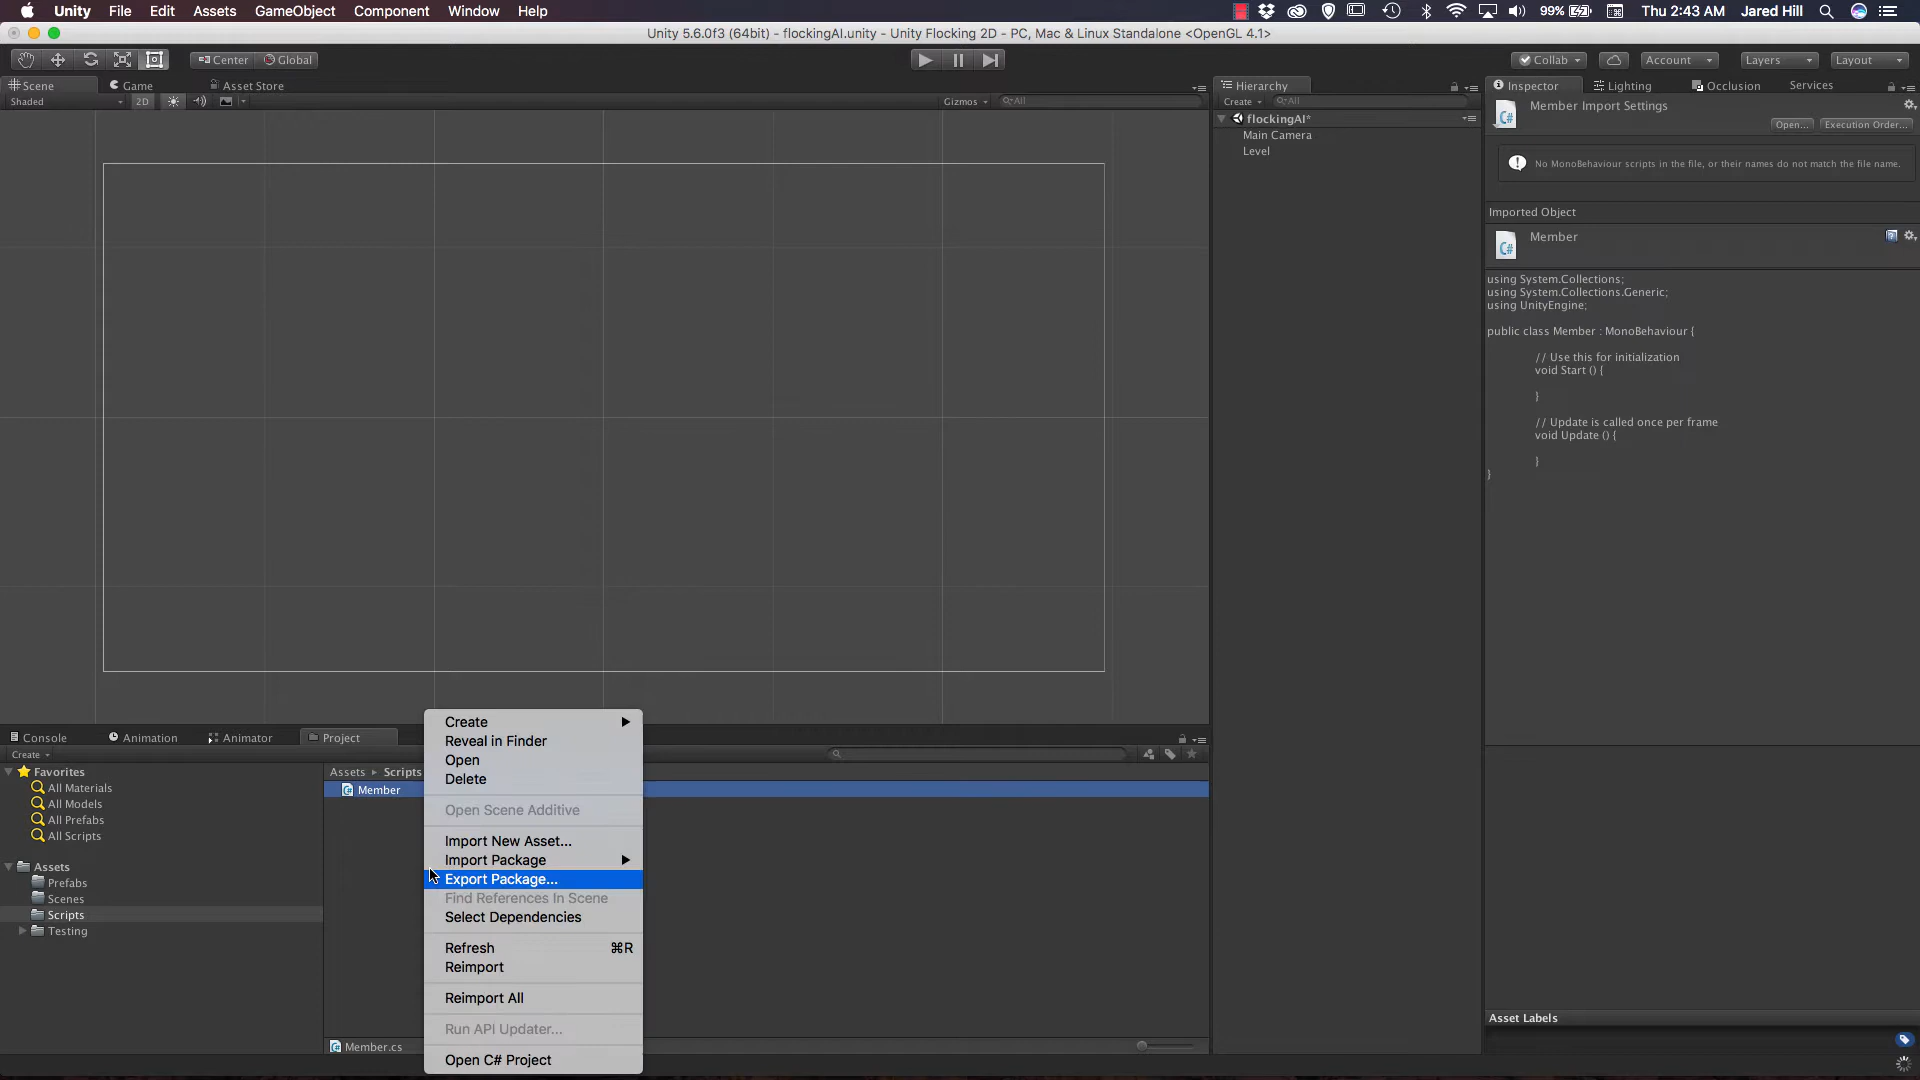 Unity File Edit Assets GameObject Component Window Help 99% Thu 2:43 AM Jared Hill
Unity 5.6.0f3 (64bit) - flockingAI.unity - Unity Flocking 2D - PC, Mac & Linux Standalone <OpenGL 4.1>
Center Global Collab Account Layers Layout
Scene Game Asset Store
Shaded 2D Gizmos All
Hierarchy
Create All
flockingAI*
Main Camera
Level
Inspector Lighting Occlusion Services
Member Import Settings
Open... Execution Order...
No MonoBehaviour scripts in the file, or their names do not match the file name.
Imported Object
Member
using System.Collections;
using System.Collections.Generic;
using UnityEngine;
public class Member : MonoBehaviour {
// Use this for initialization
void Start () {
}
// Update is called once per frame
void Update () {
}
}
Asset Labels
Console Animation Animator Project
Create
Favorites
All Materials
All Models
All Prefabs
All Scripts
Assets
Prefabs
Scenes
Scripts
Testing
Assets Scripts
Member
Member.cs
Create
Reveal in Finder
Open
Delete
Open Scene Additive
Import New Asset...
Import Package
Export Package...
Find References In Scene
Select Dependencies
Refresh ⌘R
Reimport
Reimport All
Run API Updater...
Open C# Project